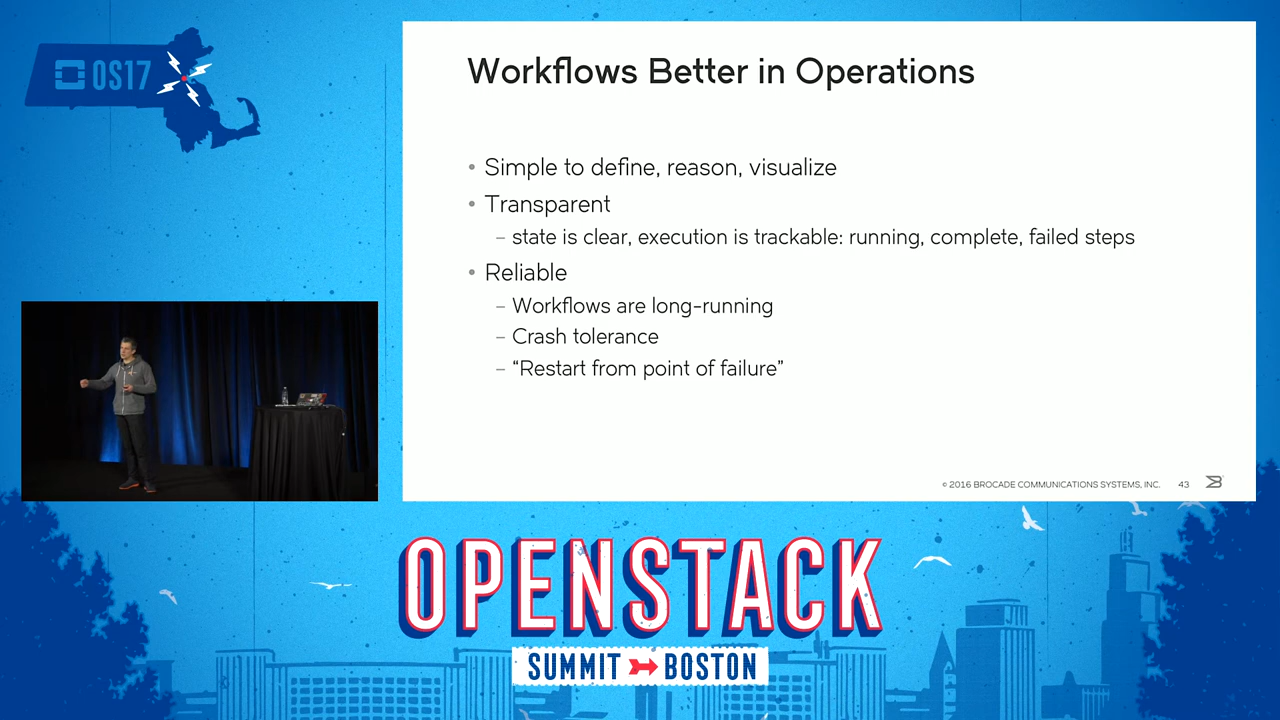 OS17
Workflows Better in Operations
• Simple to define, reason, visualize
• Transparent
– state is clear, execution is trackable: running, complete, failed steps
• Reliable
– Workflows are long-running
– Crash tolerance
– “Restart from point of failure”
© 2016 BROCADE COMMUNICATIONS SYSTEMS, INC. 43
OPENSTACK
SUMMIT BOSTON